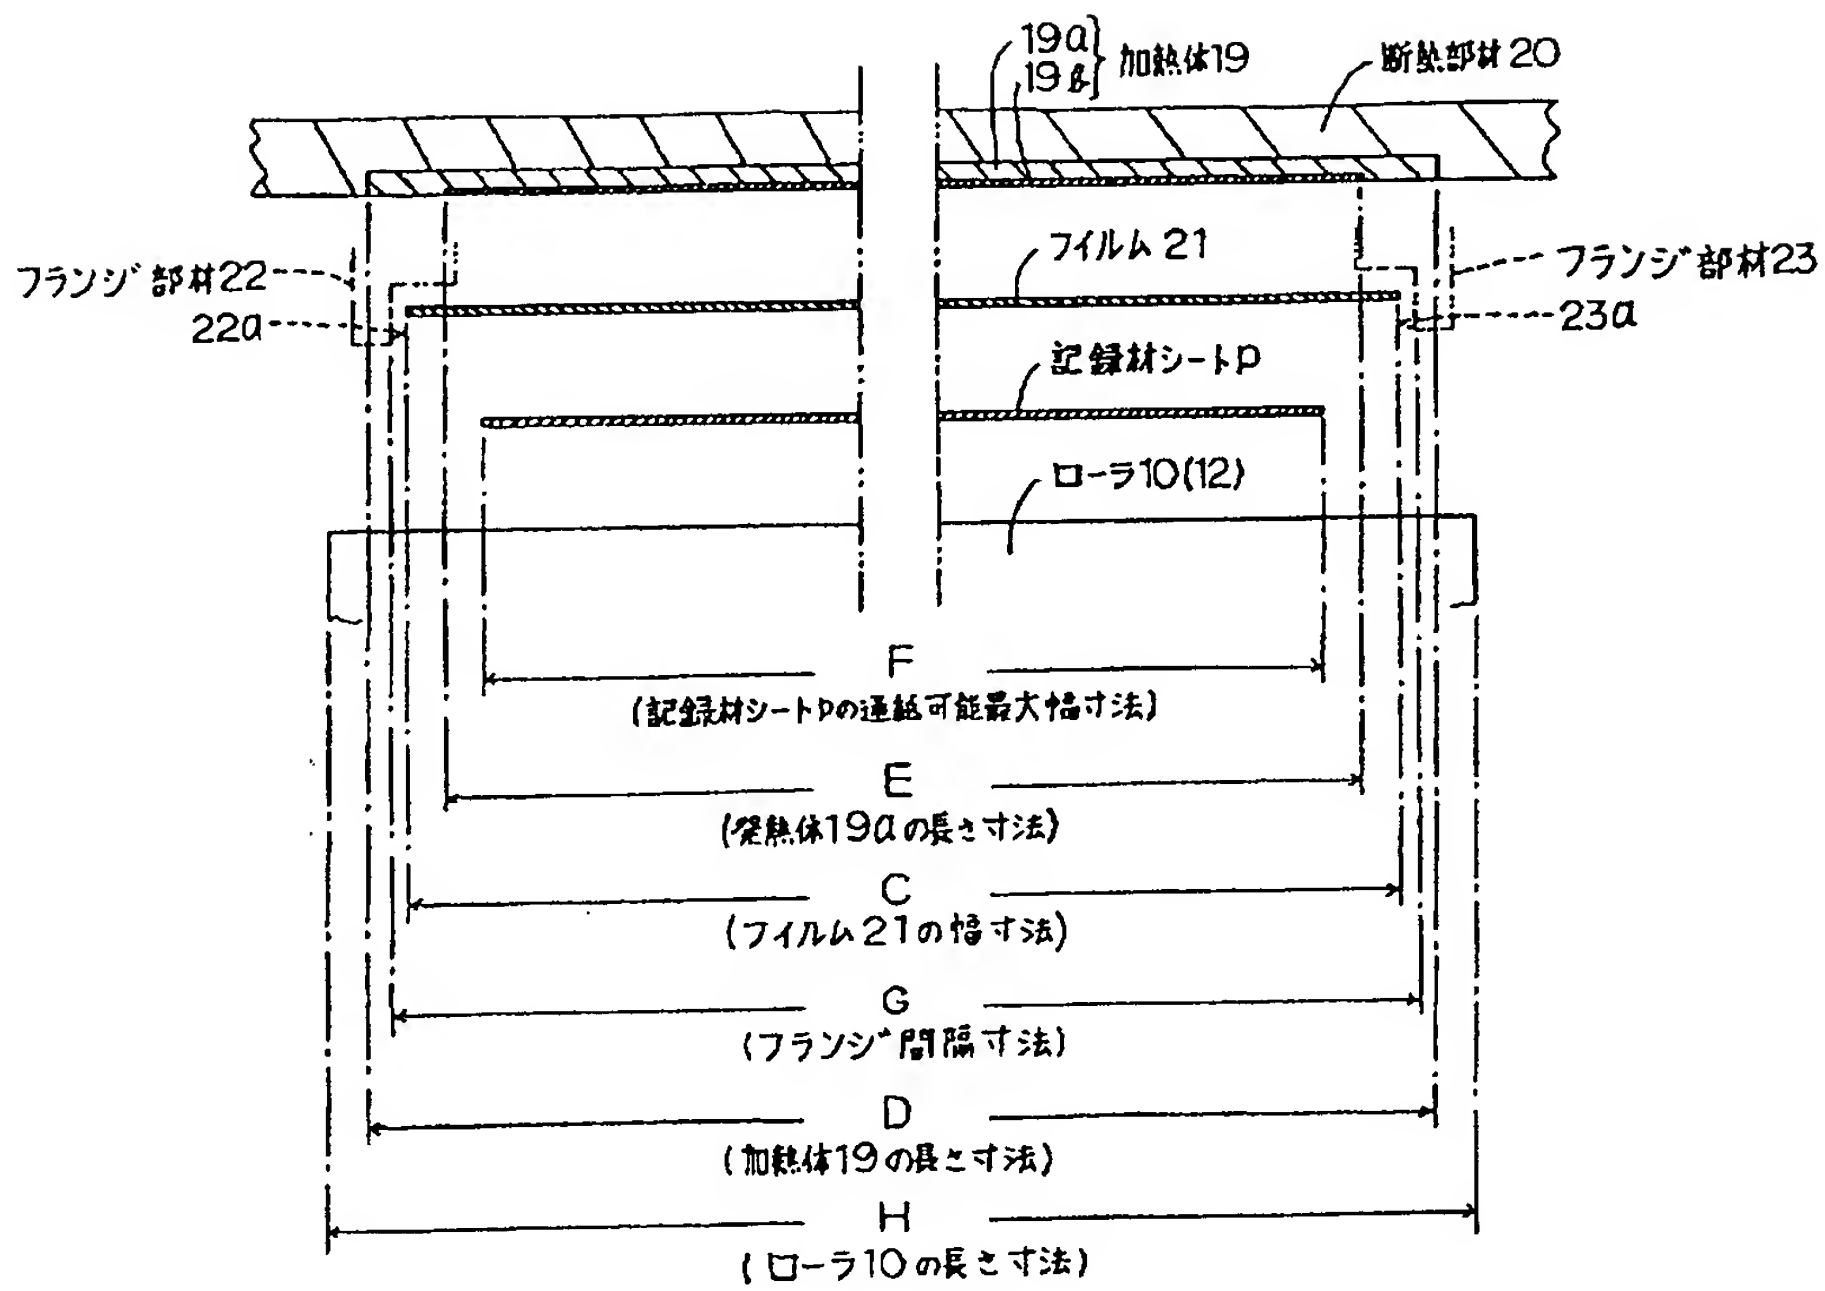 19a
19b
加熱体19
断熱部材20
フィルム21
フランジ部材22
フランジ部材23
22a
23a
記録材シートP
ローラ10(12)
F
(記録材シートPの通紙可能最大幅寸法)
E
(発熱体19aの長さ寸法)
C
(フィルム21の幅寸法)
G
(フランジ間隔寸法)
D
(加熱体19の長さ寸法)
H
(ローラ10の長さ寸法)